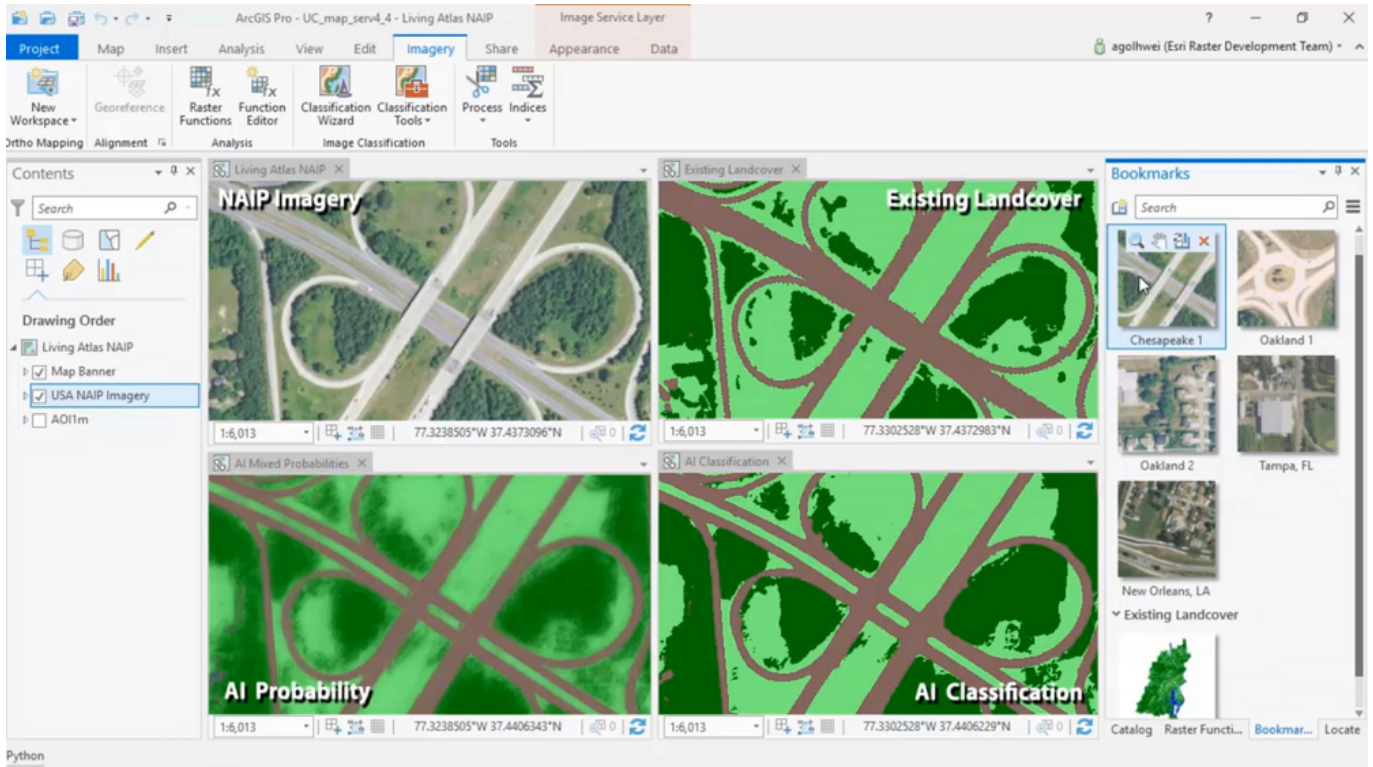 ArcGIS Pro - UC_map_serv4_4 - Living Atlas NAIP
Image Service Layer
?
Project Map Insert Analysis View Edit Imagery Share Appearance Data
agolhwei (Esri Raster Development Team)
New Workspace
Georeference
Raster Functions
Function Editor
Classification Wizard
Classification Tools
Process
Indices
Ortho Mapping
Alignment
Analysis
Image Classification
Tools
Contents
Search
Drawing Order
Living Atlas NAIP
Map Banner
USA NAIP Imagery
AOI1m
Living Atlas NAIP
NAIP Imagery
1:6,013
77.3238505°W 37.4373096°N
0
Existing Landcover
Existing Landcover
1:6,013
77.3302528°W 37.4372983°N
0
AI Mixed Probabilities
AI Probability
1:6,013
77.3238505°W 37.4406343°N
0
AI Classification
AI Classification
1:6,013
77.3302528°W 37.4406229°N
0
Bookmarks
Search
Chesapeake 1
Oakland 1
Oakland 2
Tampa, FL
New Orleans, LA
Existing Landcover
Catalog Raster Functi... Bookmar... Locate
Python